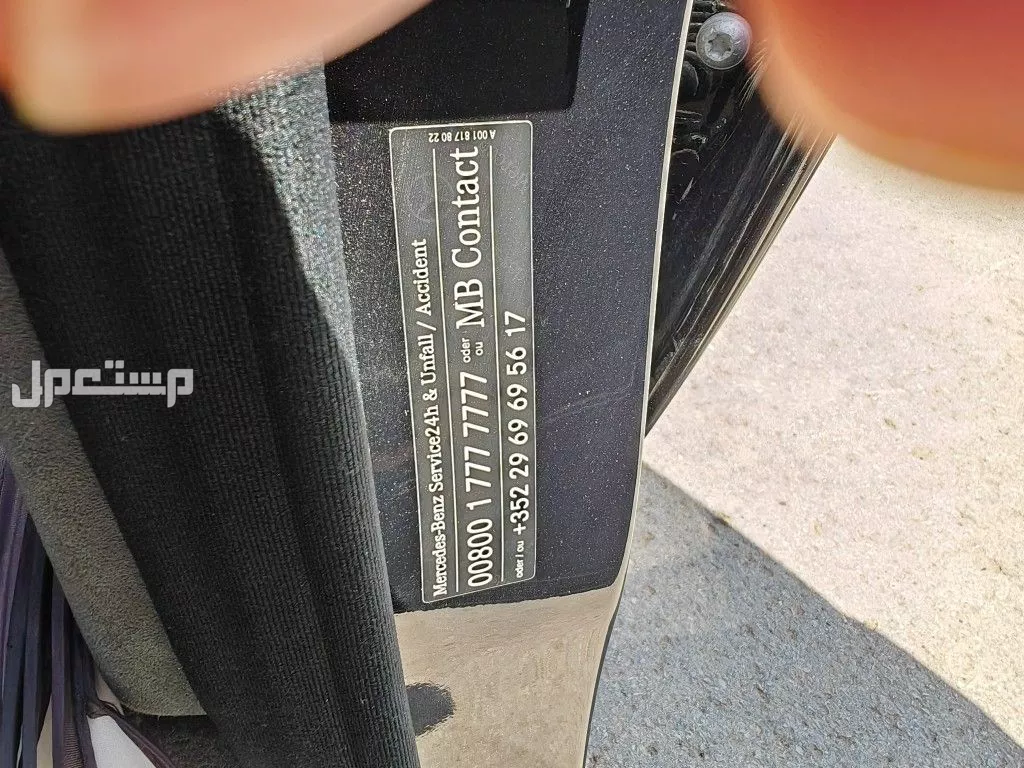 A 001 817 80 22
Mercedes-Benz Service24h & Unfall / Accident
00800 1 777 7777 oder ou MB Contact
oder / ou +352 29 69 69 56 17
مستعمل